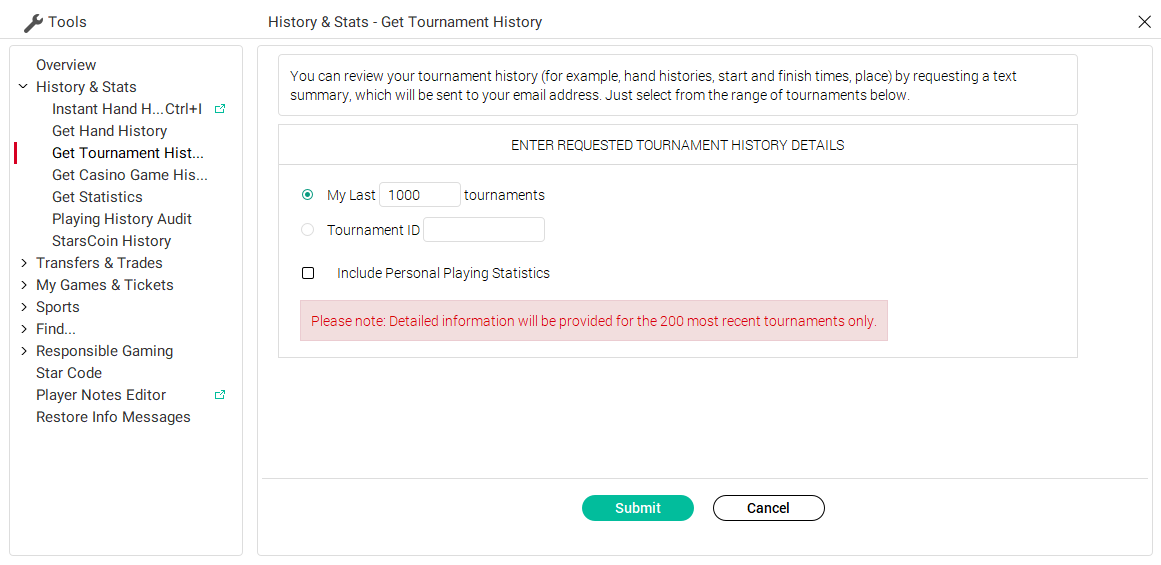 Tools
History & Stats - Get Tournament History
Overview
History & Stats
Instant Hand H...Ctrl+I
Get Hand History
Get Tournament Hist...
Get Casino Game His...
Get Statistics
Playing History Audit
StarsCoin History
Transfers & Trades
My Games & Tickets
Sports
Find...
Responsible Gaming
Star Code
Player Notes Editor
Restore Info Messages
You can review your tournament history (for example, hand histories, start and finish times, place) by requesting a text
summary, which will be sent to your email address. Just select from the range of tournaments below.
ENTER REQUESTED TOURNAMENT HISTORY DETAILS
My Last 1000 tournaments
Tournament ID
Include Personal Playing Statistics
Please note: Detailed information will be provided for the 200 most recent tournaments only.
Submit
Cancel